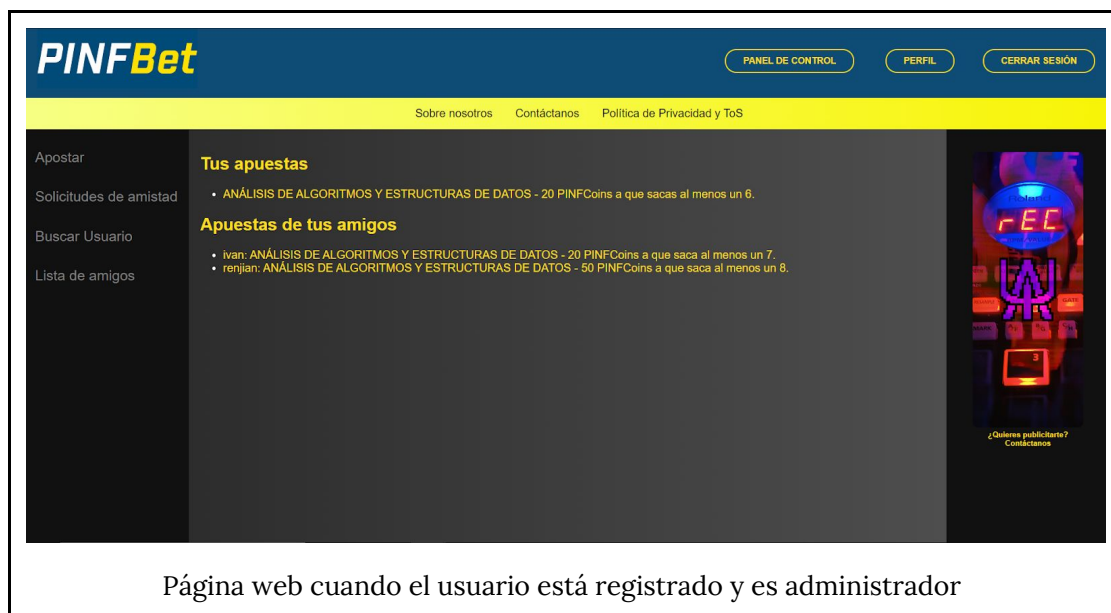 PINFBet
PANEL DE CONTROL
PERFIL
CERRAR SESIÓN
Sobre nosotros
Contáctanos
Política de Privacidad y ToS
Apostar
Solicitudes de amistad
Buscar Usuario
Lista de amigos
Tus apuestas
• ANÁLISIS DE ALGORITMOS Y ESTRUCTURAS DE DATOS - 20 PINFCoins a que sacas al menos un 6.
Apuestas de tus amigos
• ivan: ANÁLISIS DE ALGORITMOS Y ESTRUCTURAS DE DATOS - 20 PINFCoins a que saca al menos un 7.
• renjian: ANÁLISIS DE ALGORITMOS Y ESTRUCTURAS DE DATOS - 50 PINFCoins a que saca al menos un 8.
Roland
rEC
GATE
3
¿Quieres publicitarte?
Contáctanos
Página web cuando el usuario está registrado y es administrador